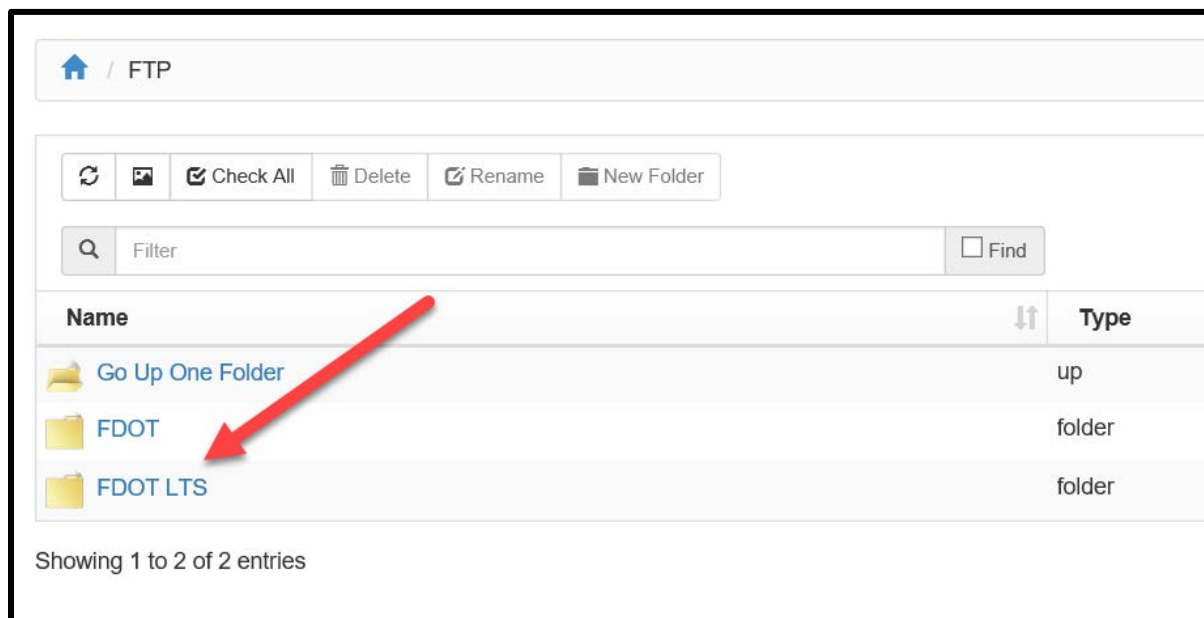 / FTP
Check All Delete Rename New Folder
Filter Find
Name Type
Go Up One Folder up
FDOT folder
FDOT LTS folder
Showing 1 to 2 of 2 entries